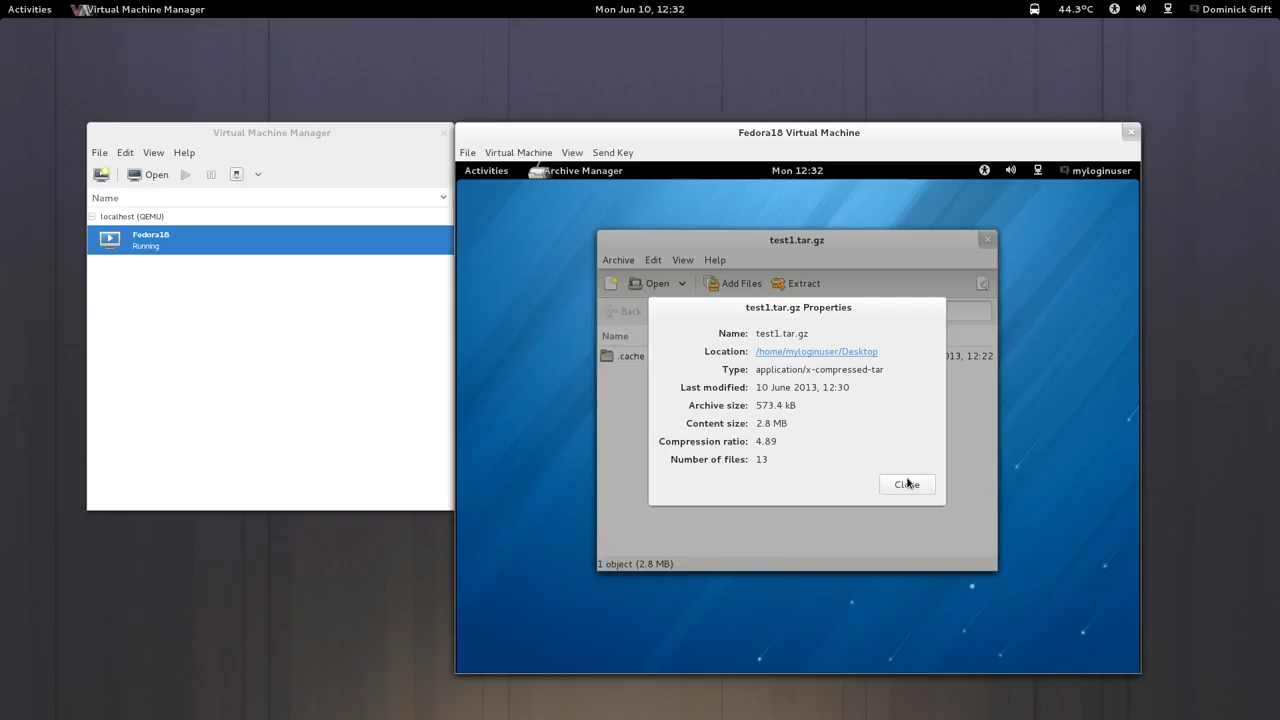 Activities Virtual Machine Manager Mon Jun 10, 12:32 44.3°C Dominick Grift
Virtual Machine Manager
File Edit View Help
Open
Name
localhost (QEMU)
Fedora18
Running
Fedora18 Virtual Machine
File Virtual Machine View Send Key
Activities Archive Manager Mon 12:32 myloginuser
test1.tar.gz
Archive Edit View Help
Open Add Files Extract
Back
Name
.cache 2013, 12:22
test1.tar.gz Properties
Name: test1.tar.gz
Location: /home/myloginuser/Desktop
Type: application/x-compressed-tar
Last modified: 10 June 2013, 12:30
Archive size: 573.4 kB
Content size: 2.8 MB
Compression ratio: 4.89
Number of files: 13
Close
1 object (2.8 MB)